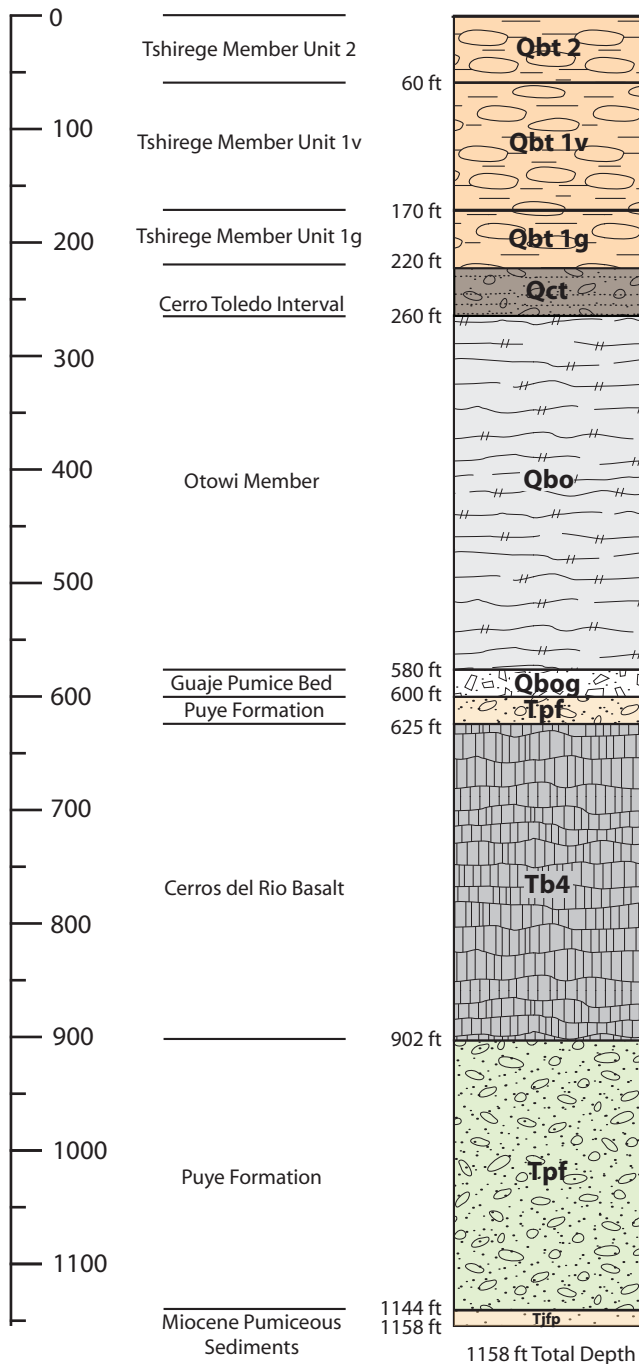 0
Tshirege Member Unit 2
Qbt 2
60 ft
100
Tshirege Member Unit 1v
Qbt 1v
170 ft
200
Tshirege Member Unit 1g
Qbt 1g
220 ft
Cerro Toledo Interval
Qct
260 ft
300
400
Otowi Member
Qbo
500
580 ft
Guaje Pumice Bed
Qbog
600
600 ft
Puye Formation
Tpf
625 ft
700
Cerros del Rio Basalt
Tb4
800
900
902 ft
1000
Puye Formation
Tpf
1100
1144 ft
Miocene Pumiceous
Sediments
Tjfp
1158 ft
1158 ft Total Depth